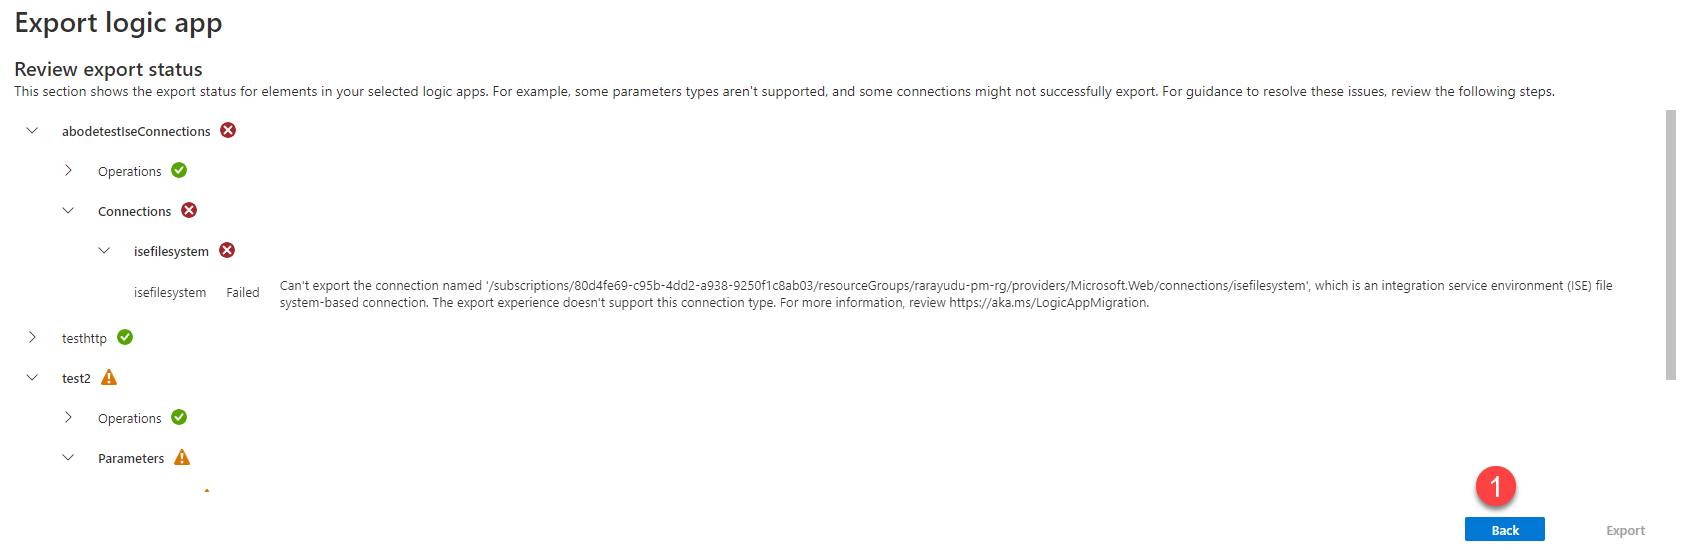 Export logic app
Review export status
This section shows the export status for elements in your selected logic apps. For example, some parameters types aren't supported, and some connections might not successfully export. For guidance to resolve these issues, review the following steps.
abodetestIseConnections
Operations
Connections
isefilesystem
isefilesystem Failed Can't export the connection named '/subscriptions/80d4fe69-c95b-4dd2-a938-9250f1c8ab03/resourceGroups/rarayudu-pm-rg/providers/Microsoft.Web/connections/isefilesystem', which is an integration service environment (ISE) file
system-based connection. The export experience doesn't support this connection type. For more information, review https://aka.ms/LogicAppMigration.
testhttp
test2
Operations
Parameters
1
Back Export